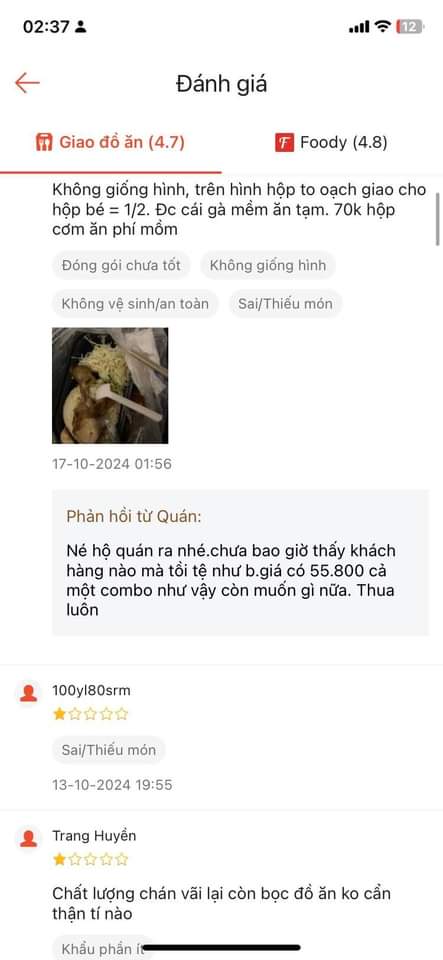 02:37
12
Đánh giá
Giao đồ ăn (4.7)
F Foody (4.8)
Không giống hình, trên hình hộp to oạch giao cho
hộp bé = 1/2. Đc cái gà mềm ăn tạm. 70k hộp
cơm ăn phí mồm
Đóng gói chưa tốt
Không giống hình
Không vệ sinh/an toàn
Sai/Thiếu món
17-10-2024 01:56
Phản hồi từ Quán:
Né hộ quán ra nhé.chưa bao giờ thấy khách
hàng nào mà tồi tệ như b.giá có 55.800 cả
một combo như vậy còn muốn gì nữa. Thua
luôn
100yl80srm
Sai/Thiếu món
13-10-2024 19:55
Trang Huyền
Chất lượng chán vãi lại còn bọc đồ ăn ko cẩn
thận tí nào
Khẩu phần ít